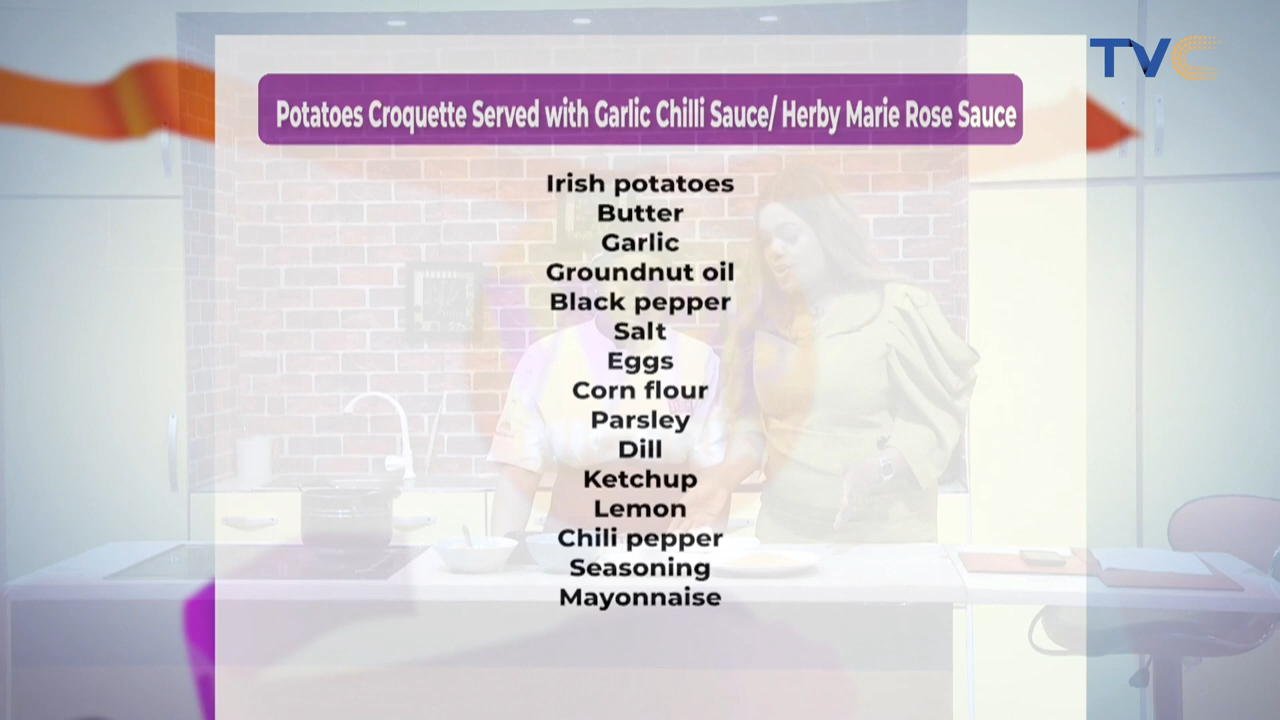 TVC
Potatoes Croquette Served with Garlic Chilli Sauce/ Herby Marie Rose Sauce
Irish potatoes
Butter
Garlic
Groundnut oil
Black pepper
Salt
Eggs
Corn flour
Parsley
Dill
Ketchup
Lemon
Chili pepper
Seasoning
Mayonnaise